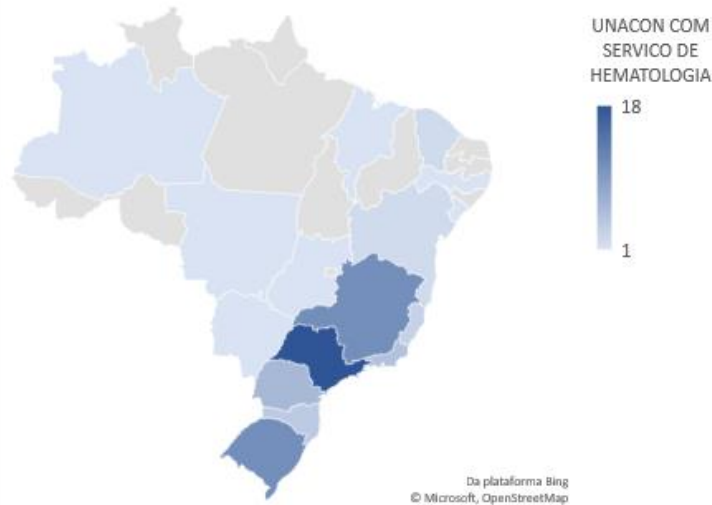 UNACON COM
SERVICO DE
HEMATOLOGIA
18
1
Da plataforma Bing
© Microsoft, OpenStreetMap